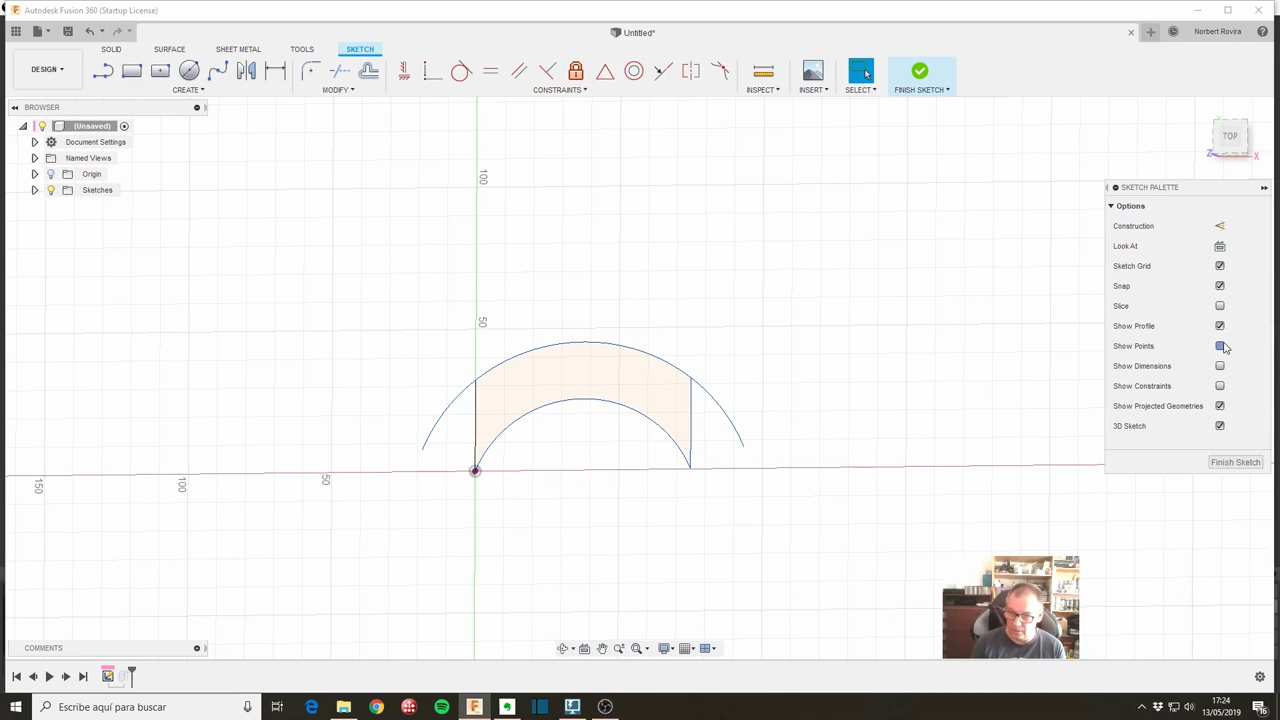 Autodesk Fusion 360 (Startup License)
Untitled*
Norbert Rovira
SOLID SURFACE SHEET METAL TOOLS SKETCH
DESIGN
CREATE MODIFY CONSTRAINTS INSPECT INSERT SELECT FINISH SKETCH
BROWSER
(Unsaved)
Document Settings
Named Views
Origin
Sketches
TOP
Z
X
100
50
150
100
50
SKETCH PALETTE
Options
Construction
Look At
Sketch Grid
Snap
Slice
Show Profile
Show Points
Show Dimensions
Show Constraints
Show Projected Geometries
3D Sketch
Finish Sketch
COMMENTS
Escribe aquí para buscar
17:24
13/05/2019
16